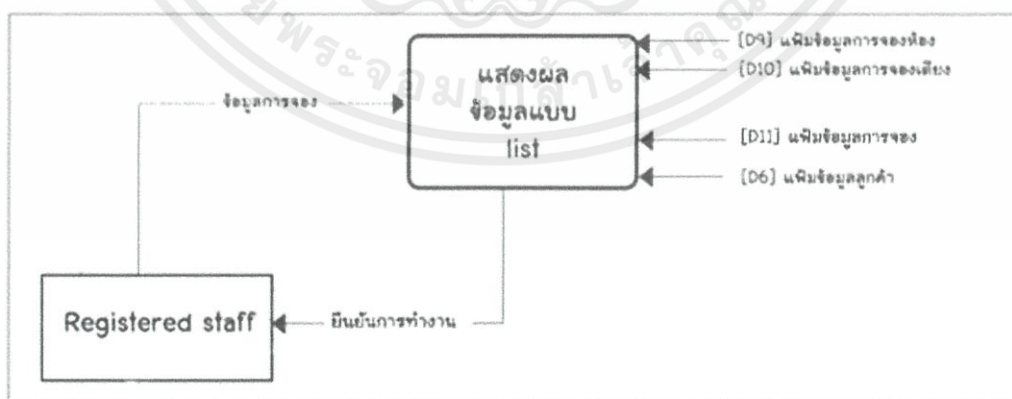 [D9] แฟ้มข้อมูลการจองห้อง
[D10] แฟ้มข้อมูลการจองเตียง
แสดงผล
ข้อมูลแบบ
list
ข้อมูลการจอง
[D11] แฟ้มข้อมูลการจอง
[D6] แฟ้มข้อมูลลูกค้า
Registered staff
ยืนยันการทำงาน